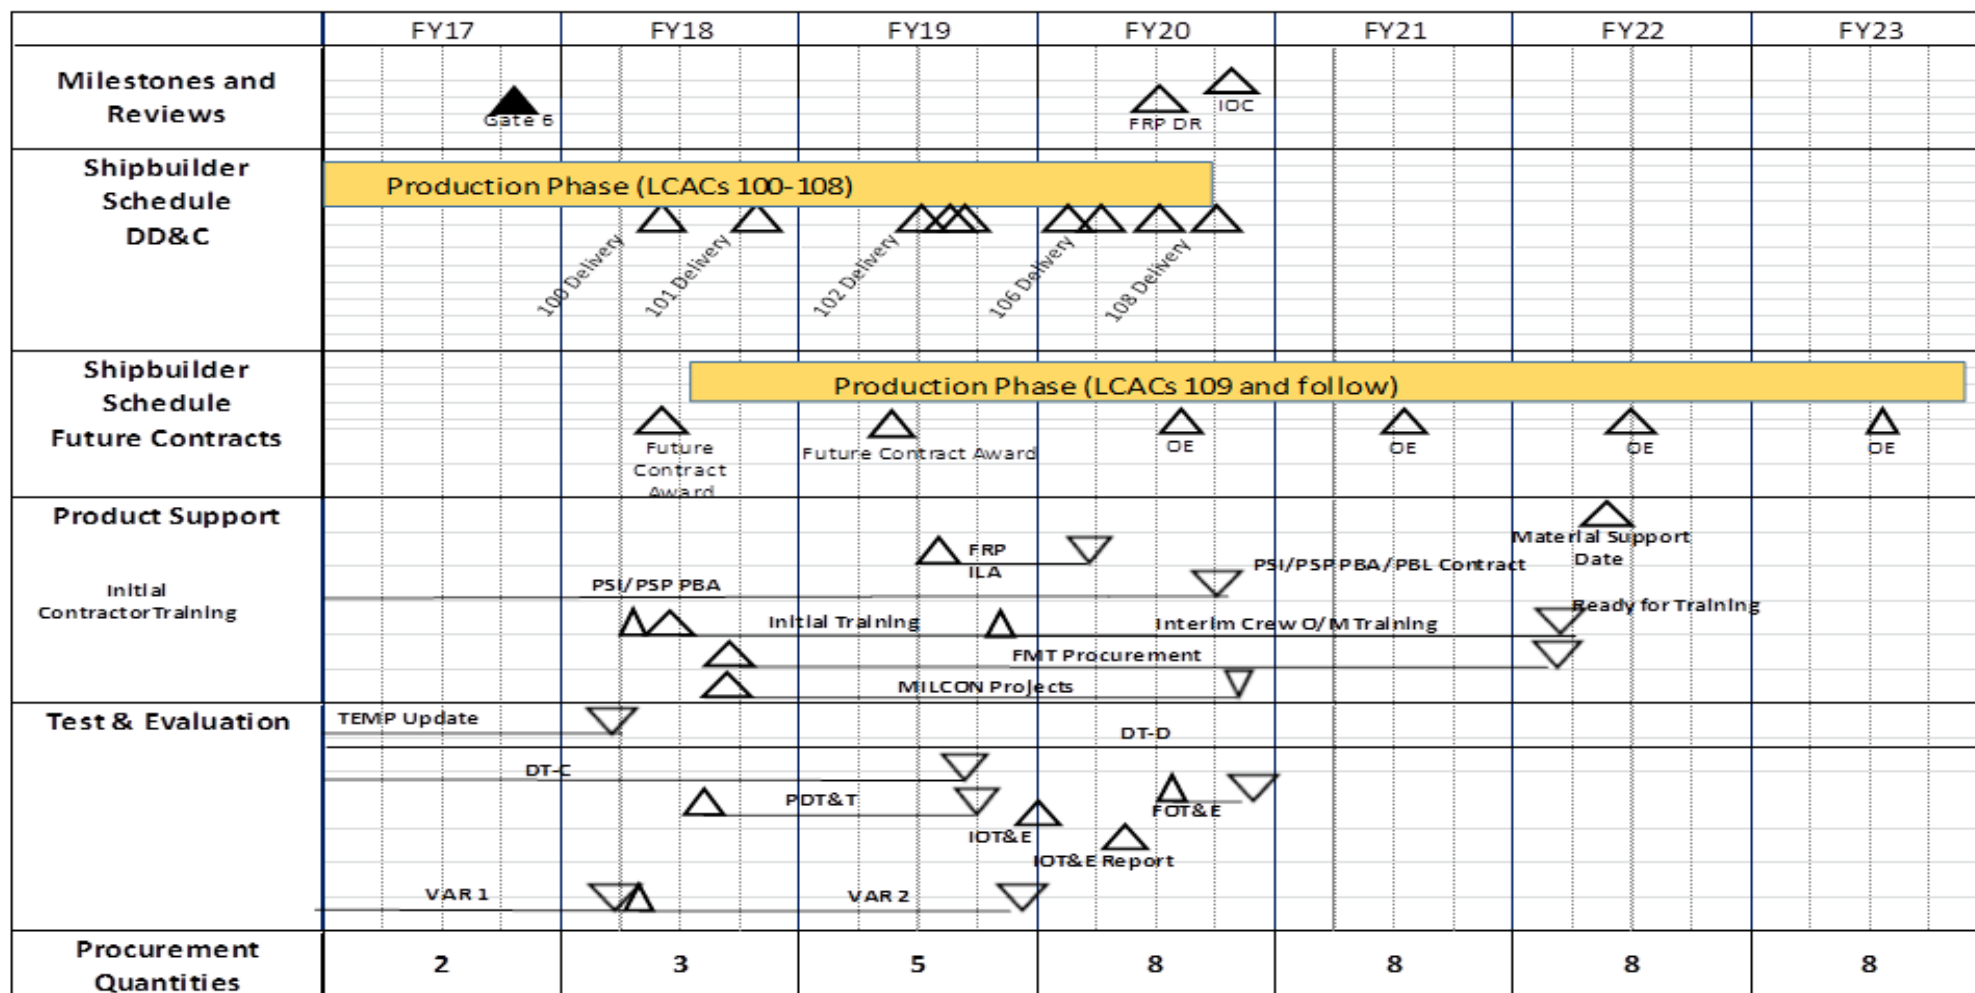 FY17 FY18 FY19 FY20 FY21 FY22 FY23
Milestones and
Reviews
Gate 6
FRP DR
IOC
Shipbuilder
Schedule
DD&C
Production Phase (LCACs 100-108)
100 Delivery
101 Delivery
102 Delivery
106 Delivery
108 Delivery
Shipbuilder
Schedule
Future Contracts
Production Phase (LCACs 109 and follow)
Future
Contract
Award
Future Contract Award
OE
OE
OE
OE
Product Support
Initial
ContractorTraining
FRP
ILA
Material Support
Date
PSI/PSP PBA
PSI/PSP PBA/PBL Contract
Initial Training
Interim Crew O/M Training
Ready for Training
FMT Procurement
MILCON Projects
Test & Evaluation
TEMP Update
DT-D
DT-C
PDT&T
FOT&E
IOT&E
IOT&E Report
VAR 1
VAR 2
Procurement
Quantities
2 3 5 8 8 8 8